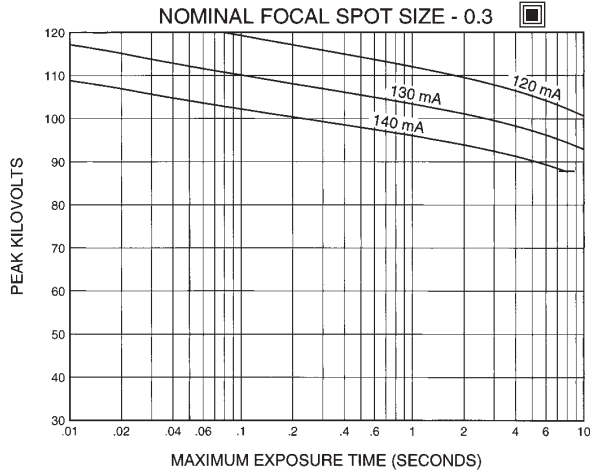 NOMINAL FOCAL SPOT SIZE - 0.3
PEAK KILOVOLTS
120
110
100
90
80
70
60
50
40
30
120 mA
130 mA
140 mA
.01 .02 .04 .06 .1 .2 .4 .6 1 2 4 6 10
MAXIMUM EXPOSURE TIME (SECONDS)